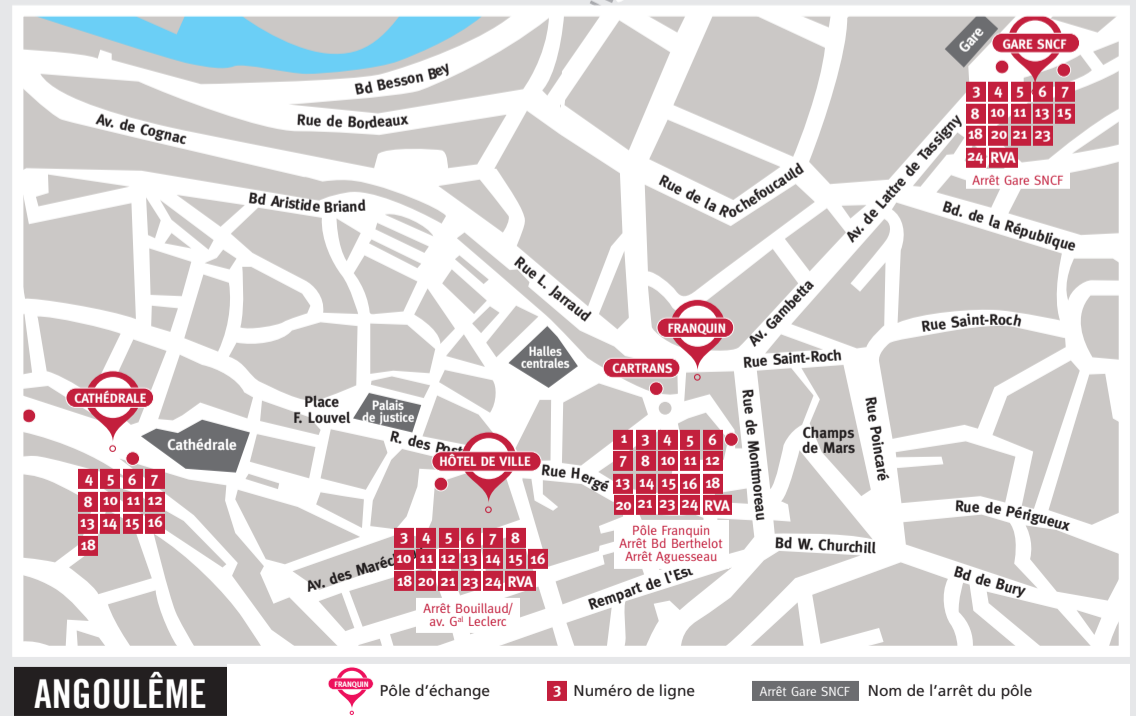 Gare
GARE SNCF
3 4 5 6 7
8 10 11 13 15
18 20 21 23
24 RVA
Arrêt Gare SNCF
Bd Besson Bey
Rue de Bordeaux
Av. de Cognac
Bd Aristide Briand
Rue de la Rochefoucauld
Av. de Lattre de Tassigny
Bd. de la République
Rue L. Jarraud
Av. Gambetta
FRANQUIN
Rue Saint-Roch
Rue Saint-Roch
Halles
centrales
CARTRANS
CATHÉDRALE
Cathédrale
4 5 6 7
8 10 11 12
13 14 15 16
18
Place
F. Louvel
Palais
de justice
R. des
HÔTEL DE VILLE
Rue Hergé
3 4 5 6 7 8
10 11 12 13 14 15 16
18 20 21 23 24 RVA
Arrêt Bouillaud/
av. Gal Leclerc
Av. des
1 3 4 5 6
7 8 10 11 12
13 14 15 16 18
20 21 23 24 RVA
Pôle Franquin
Arrêt Bd Berthelot
Arrêt Aguesseau
Rue de Montmoreau
Champs
de Mars
Rue Poincaré
Rue de Périgueux
Bd W. Churchill
Bd de Bury
Rempart de l'Est
ANGOULÊME
FRANQUIN
Pôle d'échange
3 Numéro de ligne
Arrêt Gare SNCF Nom de l'arrêt du pôle